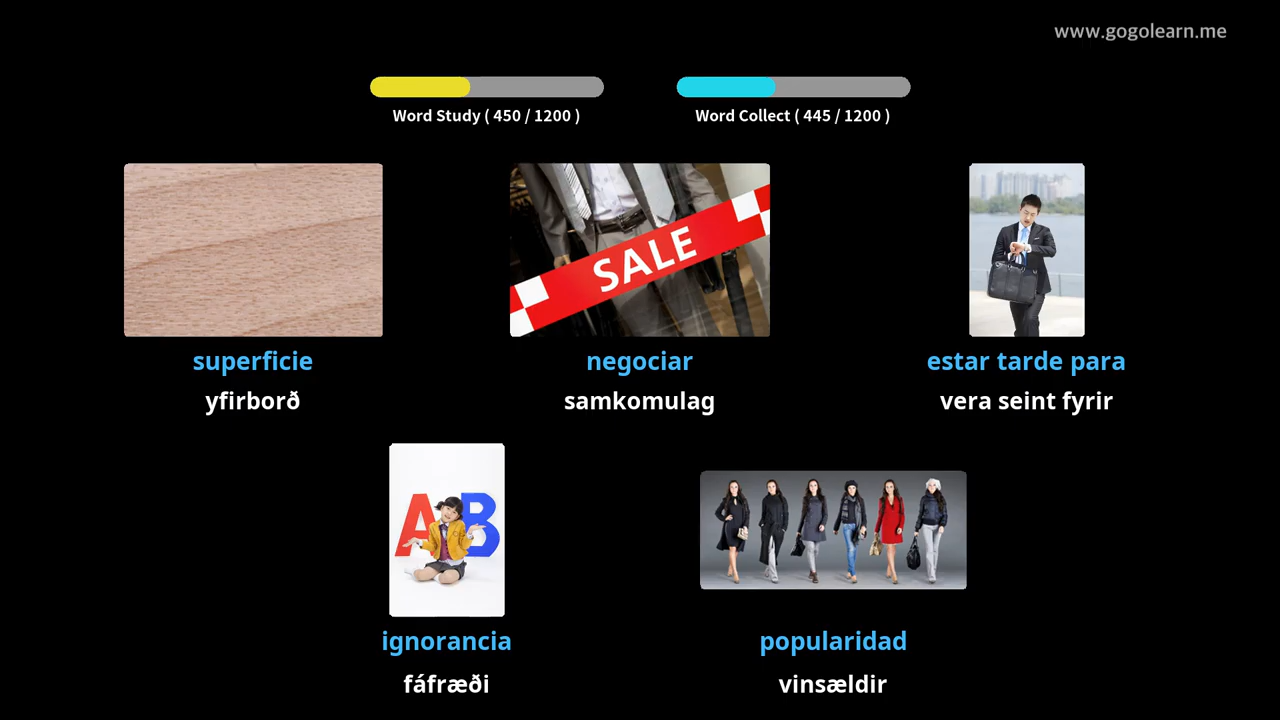 www.gogolearn.me
Word Study ( 450 / 1200 )
Word Collect ( 445 / 1200 )
SALE
superficie
yfirborð
negociar
samkomulag
estar tarde para
vera seint fyrir
A B
ignorancia
fáfræði
popularidad
vinsældir